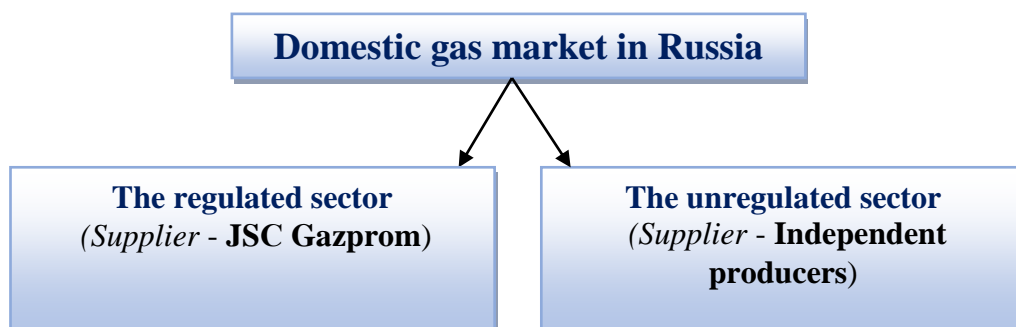 Domestic gas market in Russia
The regulated sector
(Supplier - JSC Gazprom)
The unregulated sector
(Supplier - Independent
producers)